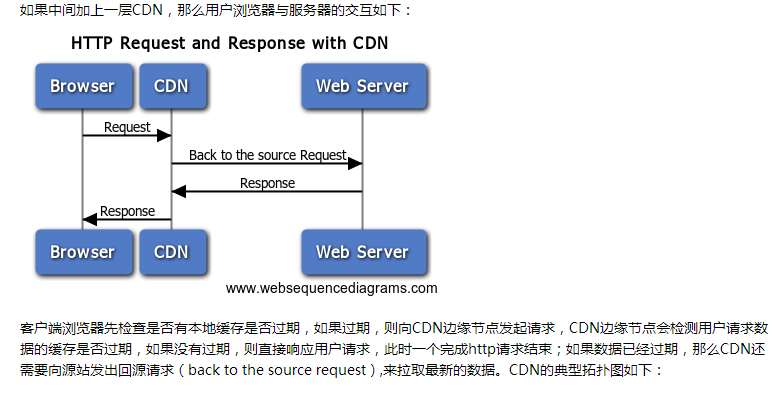 如果中间加上一层CDN，那么用户浏览器与服务器的交互如下：
HTTP Request and Response with CDN
Browser CDN Web Server
Request
Back to the source Request
Response
Response
Browser CDN Web Server
www.websequencediagrams.com
客户端浏览器先检查是否有本地缓存是否过期，如果过期，则向CDN边缘节点发起请求，CDN边缘节点会检测用户请求数
据的缓存是否过期，如果没有过期，则直接响应用户请求，此时一个完成http请求结束；如果数据已经过期，那么CDN还
需要向源站发出回源请求（back to the source request）,来拉取最新的数据。CDN的典型拓扑图如下：